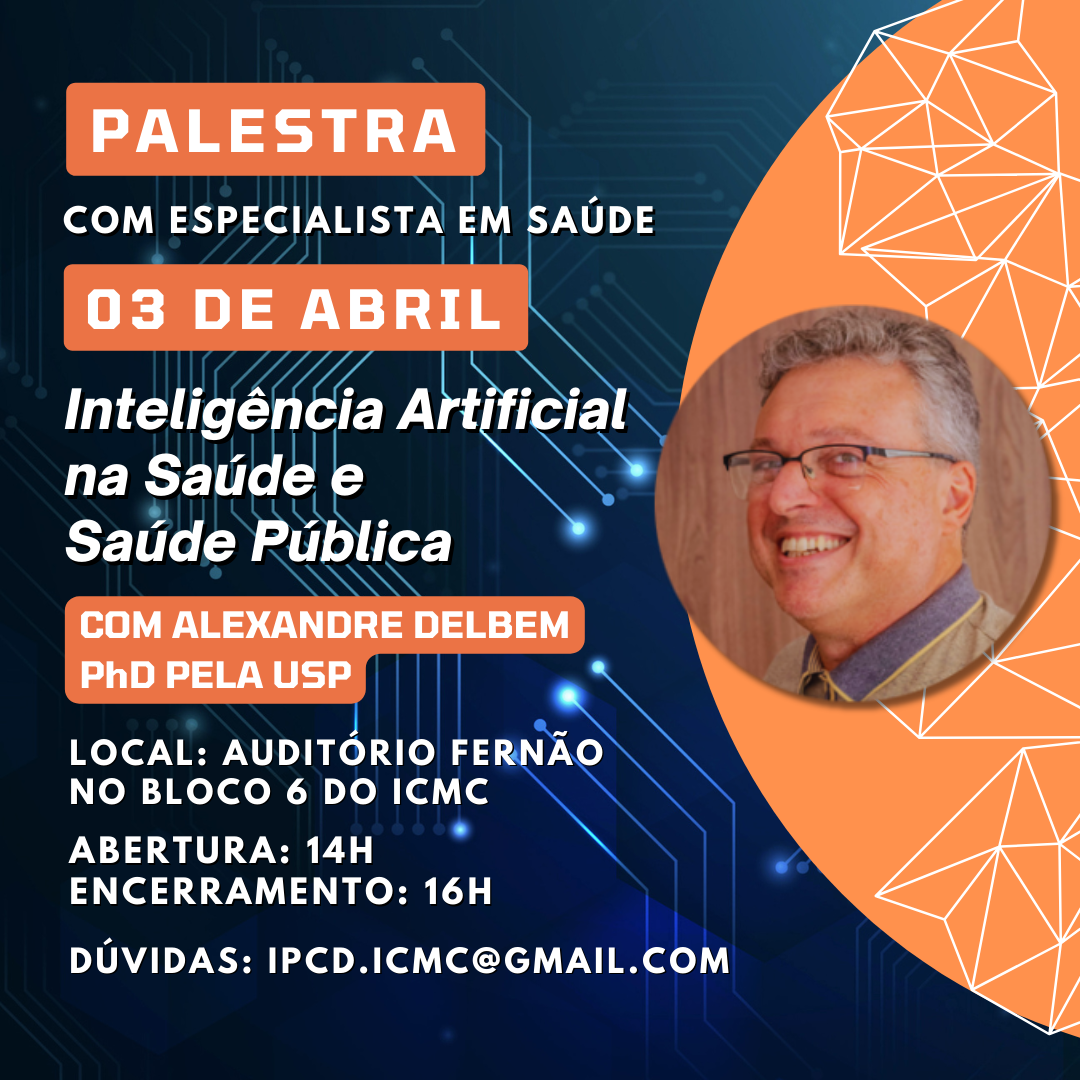 PALESTRA
COM ESPECIALISTA EM SAÚDE
03 DE ABRIL
Inteligência Artificial
na Saúde e
Saúde Pública
COM ALEXANDRE DELBEM
PhD PELA USP
LOCAL: AUDITÓRIO FERNÃO
NO BLOCO 6 DO ICMC
ABERTURA: 14H
ENCERRAMENTO: 16H
DÚVIDAS: IPCD.ICMC@GMAIL.COM